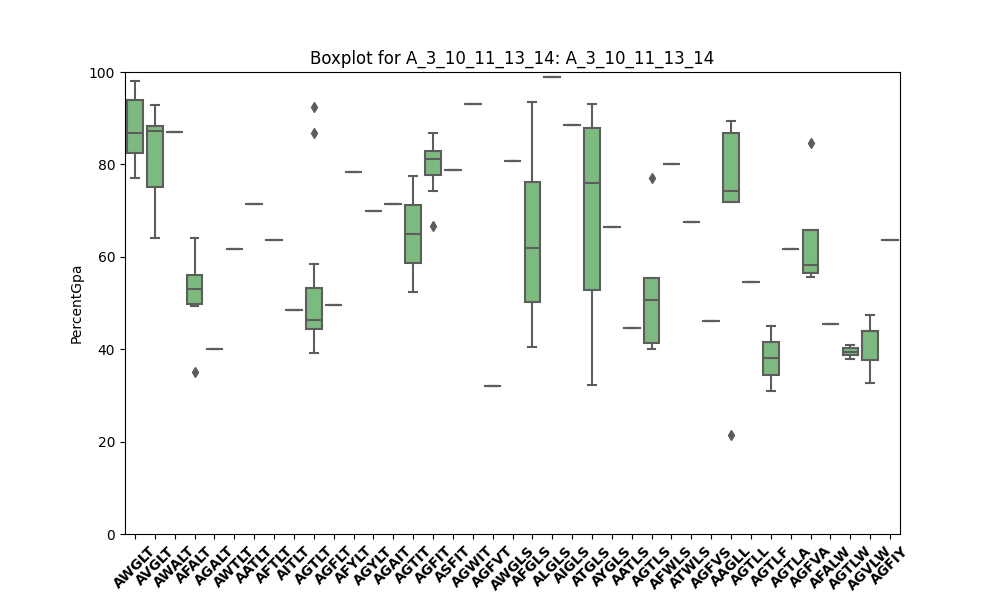 Boxplot for A_3_10_11_13_14: A_3_10_11_13_14
PercentGpa
100
80
60
40
20
0
AWGLT
AVGLT
AWALT
AFALT
AGALT
AWTLT
AATLT
AFTLT
AITLT
AGTLT
AGFLT
AFYLT
AGYLT
AGAIT
AGTIT
AGFIT
ASFIT
AGWIT
AGFVT
AWGLS
AFGLS
ALGLS
AIGLS
ATGLS
AYGLS
AATLS
AGTLS
AFWLS
ATWLS
AGFVS
AAGLL
AGTLL
AGTLF
AGTLA
AGFVA
AFALW
AGTLW
AGVLW
AGFIY